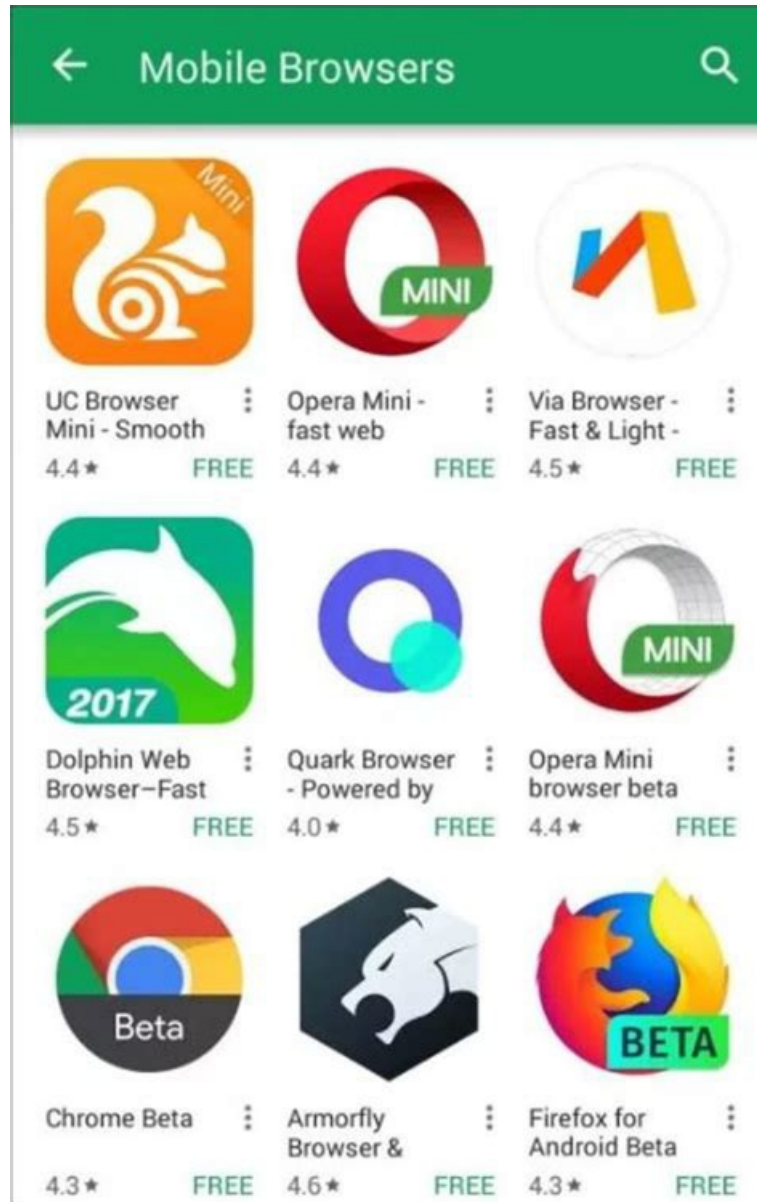 Mobile Browsers
Mini
MINI
UC Browser
Mini - Smooth
4.4★ FREE
Opera Mini -
fast web
4.4★ FREE
Via Browser -
Fast & Light -
4.5★ FREE
2017
Dolphin Web
Browser–Fast
4.5★ FREE
Quark Browser
- Powered by
4.0★ FREE
MINI
Opera Mini
browser beta
4.4★ FREE
Beta
Chrome Beta
4.3★ FREE
Armorfly
Browser &
4.6★ FREE
BETA
Firefox for
Android Beta
4.3★ FREE